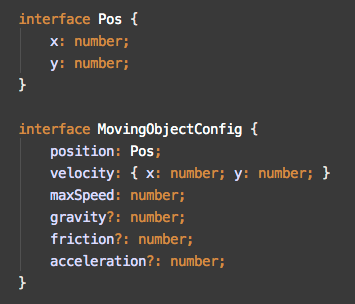 interface Pos {
    x: number;
    y: number;
}

interface MovingObjectConfig {
    position: Pos;
    velocity: { x: number; y: number; }
    maxSpeed: number;
    gravity?: number;
    friction?: number;
    acceleration?: number;
}